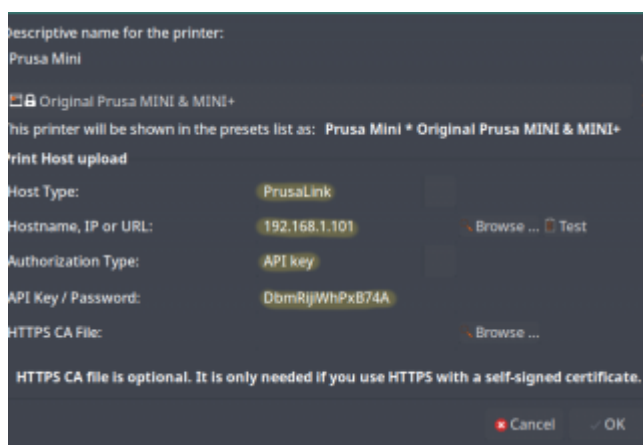 Descriptive name for the printer:
Prusa Mini
Original Prusa MINI & MINI+
This printer will be shown in the presets list as: Prusa Mini * Original Prusa MINI & MINI+
Print Host upload
Host Type: PrusaLink
Hostname, IP or URL: 192.168.1.101 Browse ... Test
Authorization Type: API key
API Key / Password: DbmRijWhPxB74A
HTTPS CA File: Browse ...
HTTPS CA file is optional. It is only needed if you use HTTPS with a self-signed certificate.
Cancel OK